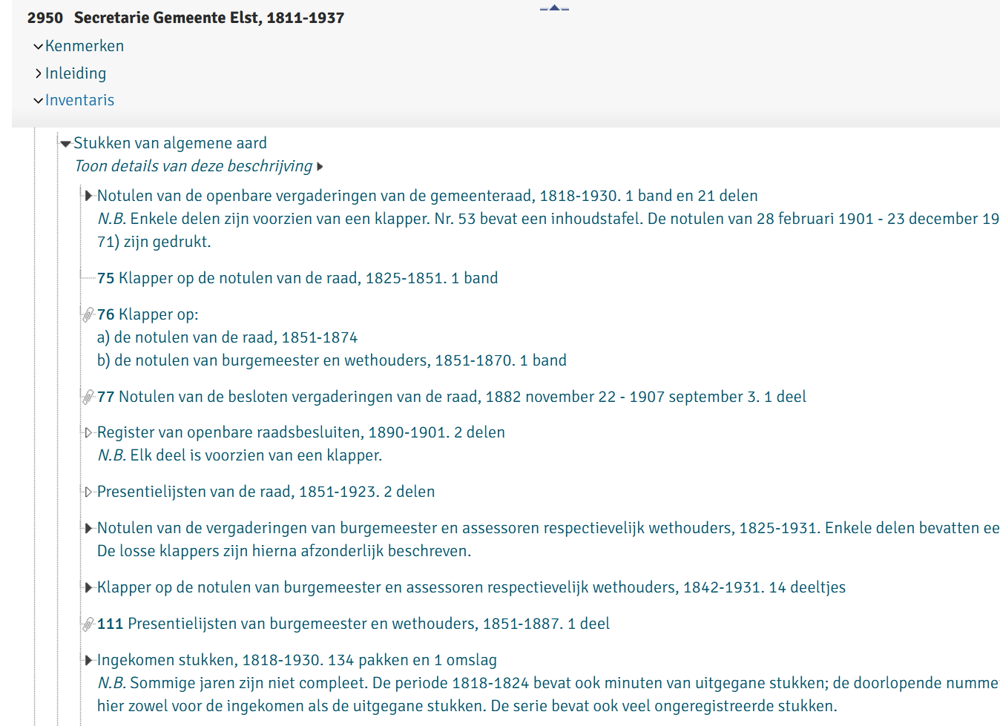 2950 Secretarie Gemeente Elst, 1811-1937
Kenmerken
Inleiding
Inventaris
Stukken van algemene aard
Toon details van deze beschrijving
Notulen van de openbare vergaderingen van de gemeenteraad, 1818-1930. 1 band en 21 delen
N.B. Enkele delen zijn voorzien van een klapper. Nr. 53 bevat een inhoudstafel. De notulen van 28 februari 1901 - 23 december 19
71) zijn gedrukt.
75 Klapper op de notulen van de raad, 1825-1851. 1 band
76 Klapper op:
a) de notulen van de raad, 1851-1874
b) de notulen van burgemeester en wethouders, 1851-1870. 1 band
77 Notulen van de besloten vergaderingen van de raad, 1882 november 22 - 1907 september 3. 1 deel
Register van openbare raadsbesluiten, 1890-1901. 2 delen
N.B. Elk deel is voorzien van een klapper.
Presentielijsten van de raad, 1851-1923. 2 delen
Notulen van de vergaderingen van burgemeester en assessoren respectievelijk wethouders, 1825-1931. Enkele delen bevatten ee
De losse klappers zijn hierna afzonderlijk beschreven.
Klapper op de notulen van burgemeester en assessoren respectievelijk wethouders, 1842-1931. 14 deeltjes
111 Presentielijsten van burgemeester en wethouders, 1851-1887. 1 deel
Ingekomen stukken, 1818-1930. 134 pakken en 1 omslag
N.B. Sommige jaren zijn niet compleet. De periode 1818-1824 bevat ook minuten van uitgegane stukken; de doorlopende numme
hier zowel voor de ingekomen als de uitgegane stukken. De serie bevat ook veel ongeregistreerde stukken.